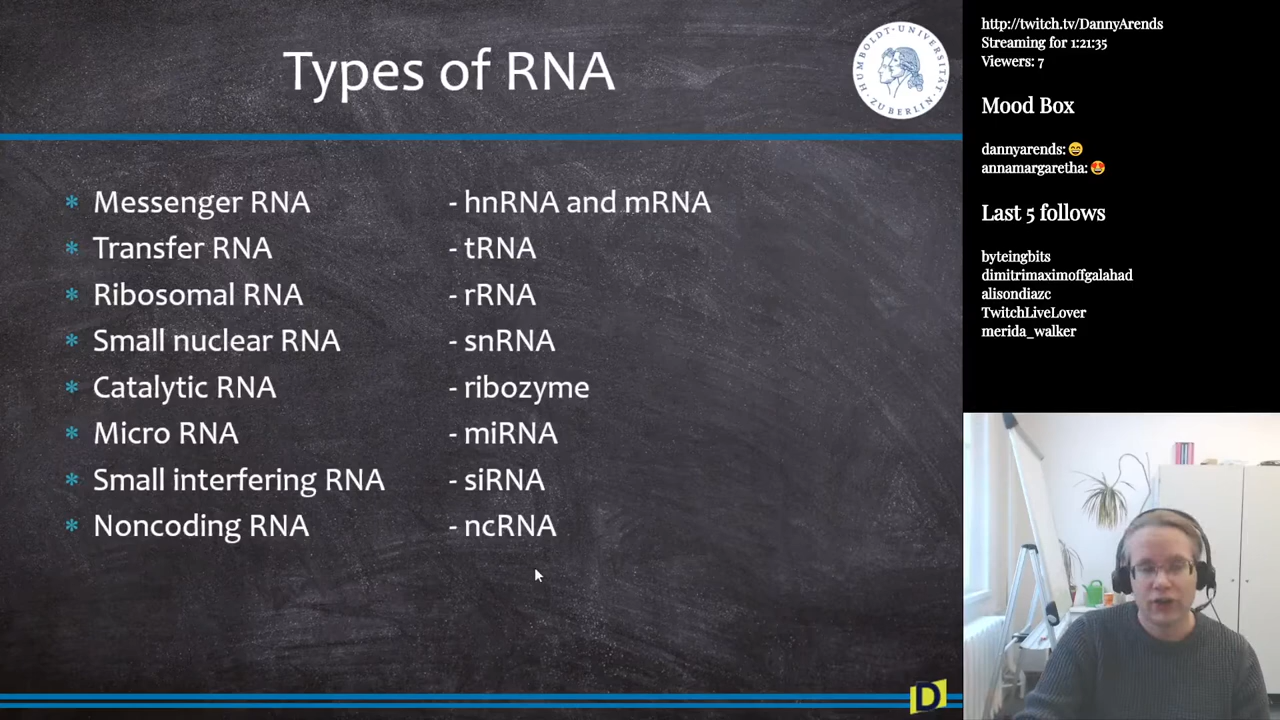 Types of RNA
HUMBOLDT-UNIVERSITÄT
ZU BERLIN
* Messenger RNA - hnRNA and mRNA
* Transfer RNA - tRNA
* Ribosomal RNA - rRNA
* Small nuclear RNA - snRNA
* Catalytic RNA - ribozyme
* Micro RNA - miRNA
* Small interfering RNA - siRNA
* Noncoding RNA - ncRNA
D
http://twitch.tv/DannyArends
Streaming for 1:21:35
Viewers: 7
Mood Box
dannyarends: 😄
annamargaretha: 😍
Last 5 follows
byteingbits
dimitrimaximoffgalahad
alisondiazc
TwitchLiveLover
merida_walker